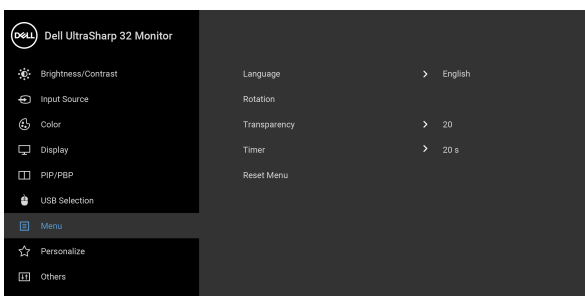 DELL Dell UltraSharp 32 Monitor
Brightness/Contrast
Input Source
Color
Display
PIP/PBP
USB Selection
Menu
Personalize
Others
Language > English
Rotation
Transparency > 20
Timer > 20 s
Reset Menu